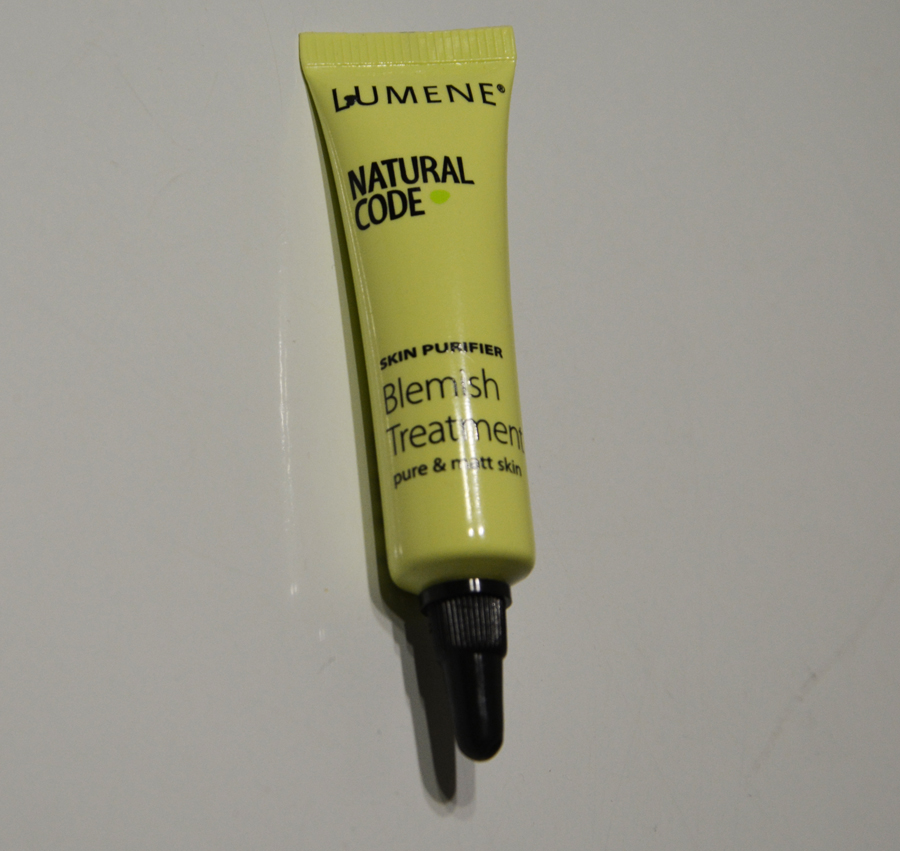 LUMENE®
NATURAL
CODE
SKIN PURIFIER
Blemish
Treatment
pure & matt skin